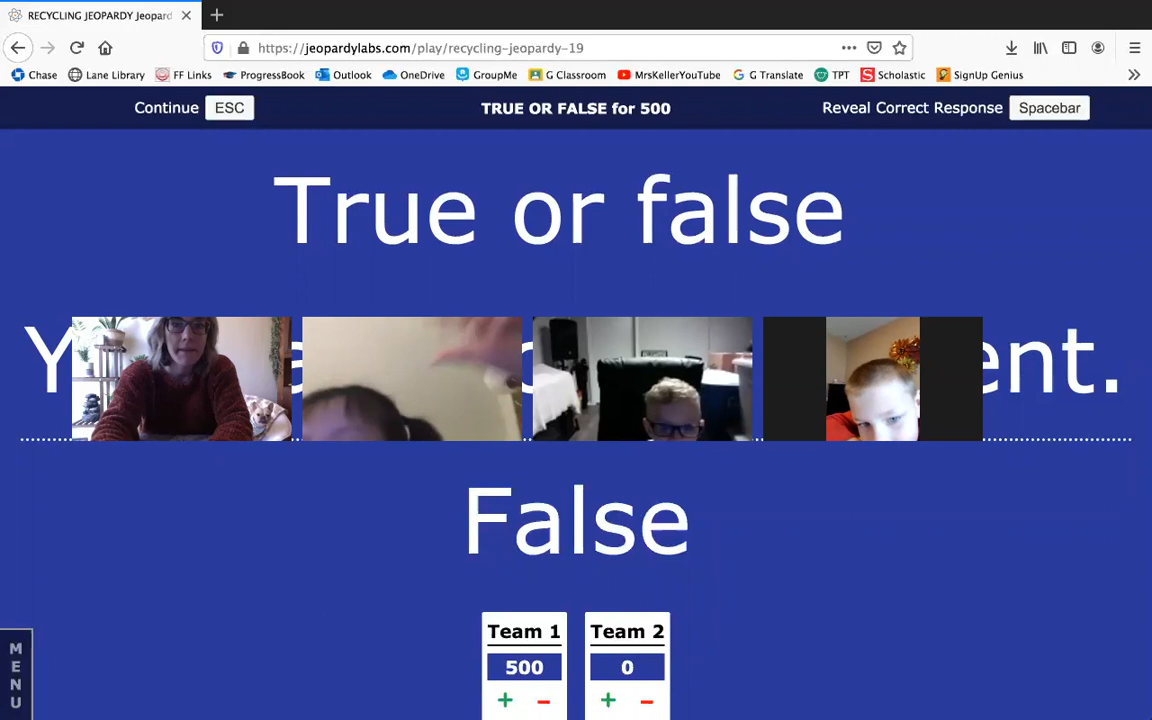 RECYCLING JEOPARDY Jeopard
https://jeopardylabs.com/play/recycling-jeopardy-19
Chase Lane Library FF Links ProgressBook Outlook OneDrive GroupMe G Classroom MrsKellerYouTube G Translate TPT Scholastic SignUp Genius
Continue ESC TRUE OR FALSE for 500 Reveal Correct Response Spacebar
True or false
False
Team 1 Team 2
500 0
+ - + -
MENU